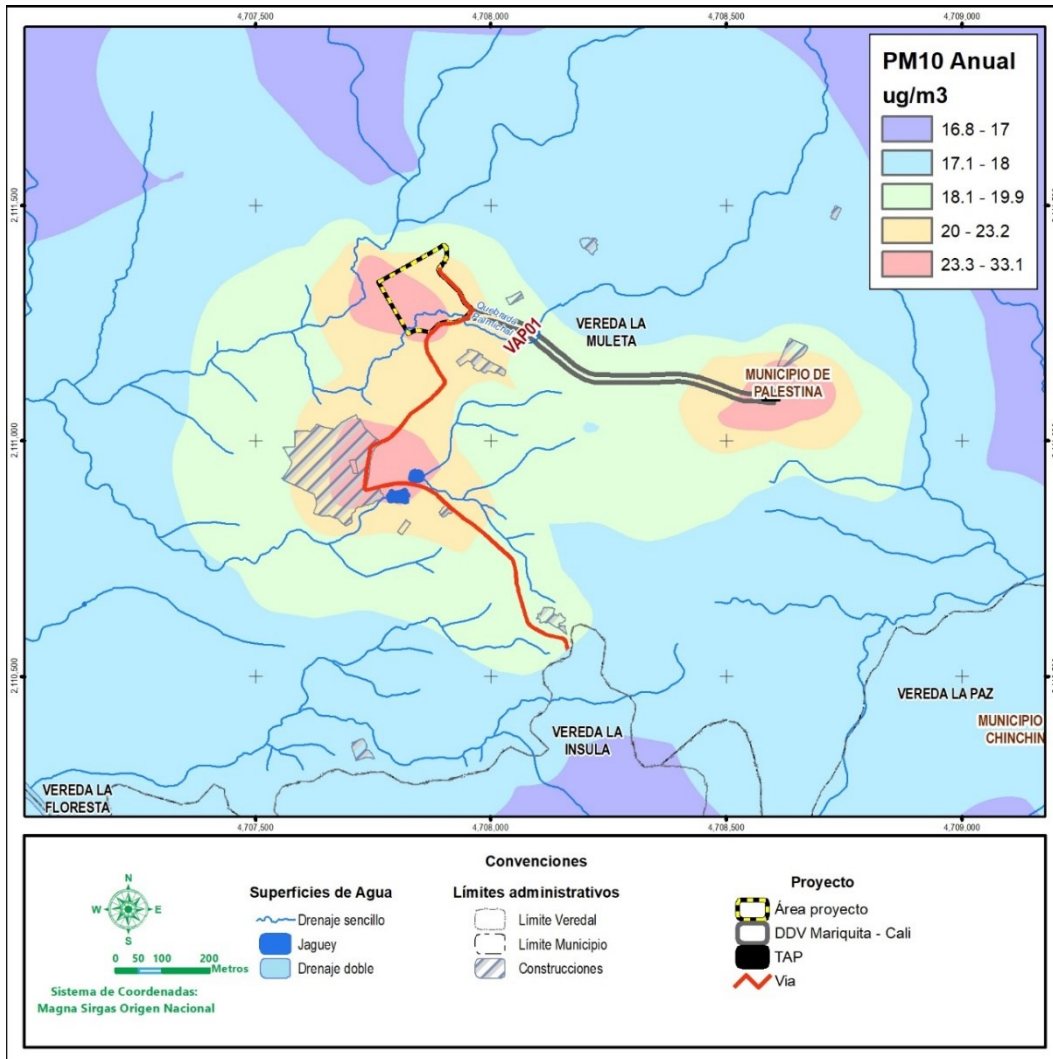 4,707,500
4,708,000
4,708,500
4,709,000
PM10 Anual
ug/m3
16.8 - 17
17.1 - 18
18.1 - 19.9
20 - 23.2
23.3 - 33.1
2,111,500
2,111,000
2,110,500
Quebrada
VAP01
VEREDA LA
MULETA
MUNICIPIO DE
PALESTINA
VEREDA LA PAZ
MUNICIPIO
CHINCHIN
VEREDA LA
INSULA
VEREDA LA
FLORESTA
4,707,500
4,708,000
4,708,500
4,709,000
Convenciones
N
W
E
S
0 50 100 200
Metros
Sistema de Coordenadas:
Magna Sirgas Origen Nacional
Superficies de Agua
Drenaje sencillo
Jaguey
Drenaje doble
Límites administrativos
Limite Veredal
Limite Municipio
Construcciones
Proyecto
Área proyecto
DDV Mariquita - Cali
TAP
Via